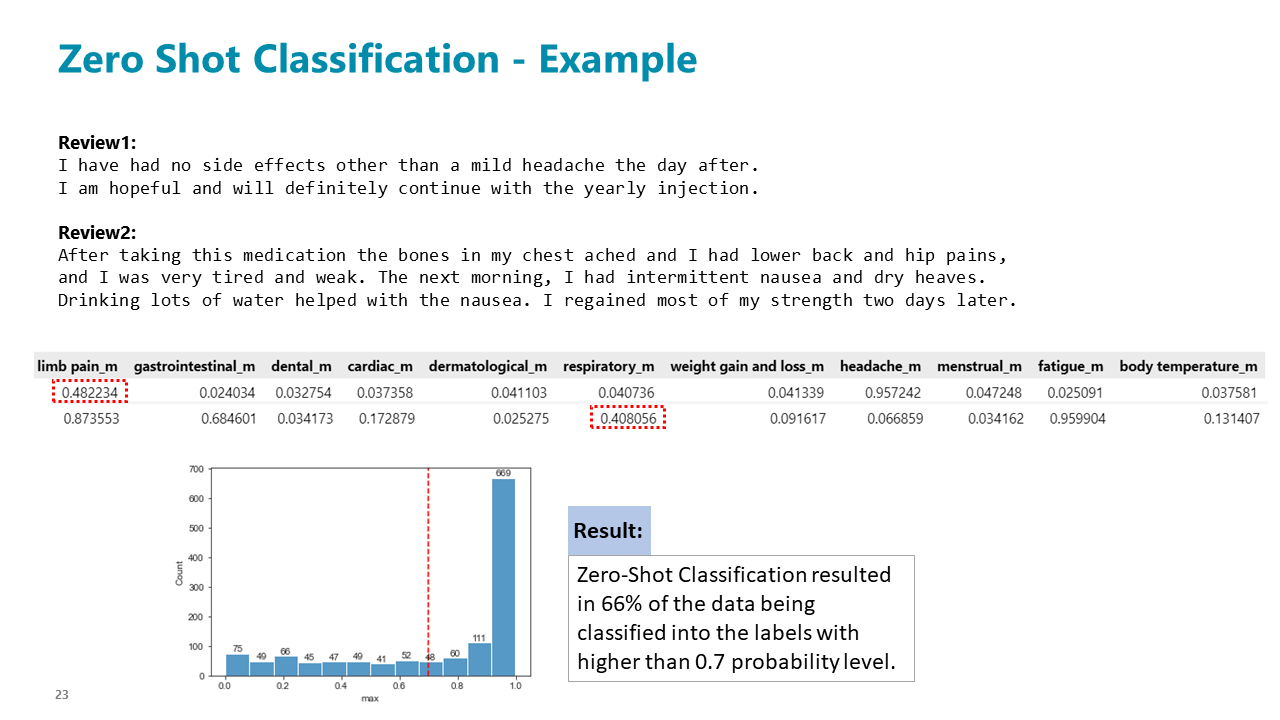 Zero Shot Classification - Example
Review1:
I have had no side effects other than a mild headache the day after.
I am hopeful and will definitely continue with the yearly injection.
Review2:
After taking this medication the bones in my chest ached and I had lower back and hip pains,
and I was very tired and weak. The next morning, I had intermittent nausea and dry heaves.
Drinking lots of water helped with the nausea. I regained most of my strength two days later.
limb pain_m gastrointestinal_m dental_m cardiac_m dermatological_m respiratory_m weight gain and loss_m headache_m menstrual_m fatigue_m body temperature_m
0.482234 0.024034 0.032754 0.037358 0.041103 0.040736 0.041339 0.957242 0.047248 0.025091 0.037581
0.873553 0.684601 0.034173 0.172879 0.025275 0.408056 0.091617 0.066859 0.034162 0.959904 0.131407
700
600
500
400
300
200
100
0
Count
75 49 66 45 47 49 41 52 48 60 111 669
0.0 0.2 0.4 0.6 0.8 1.0
max
Result:
Zero-Shot Classification resulted
in 66% of the data being
classified into the labels with
higher than 0.7 probability level.
23